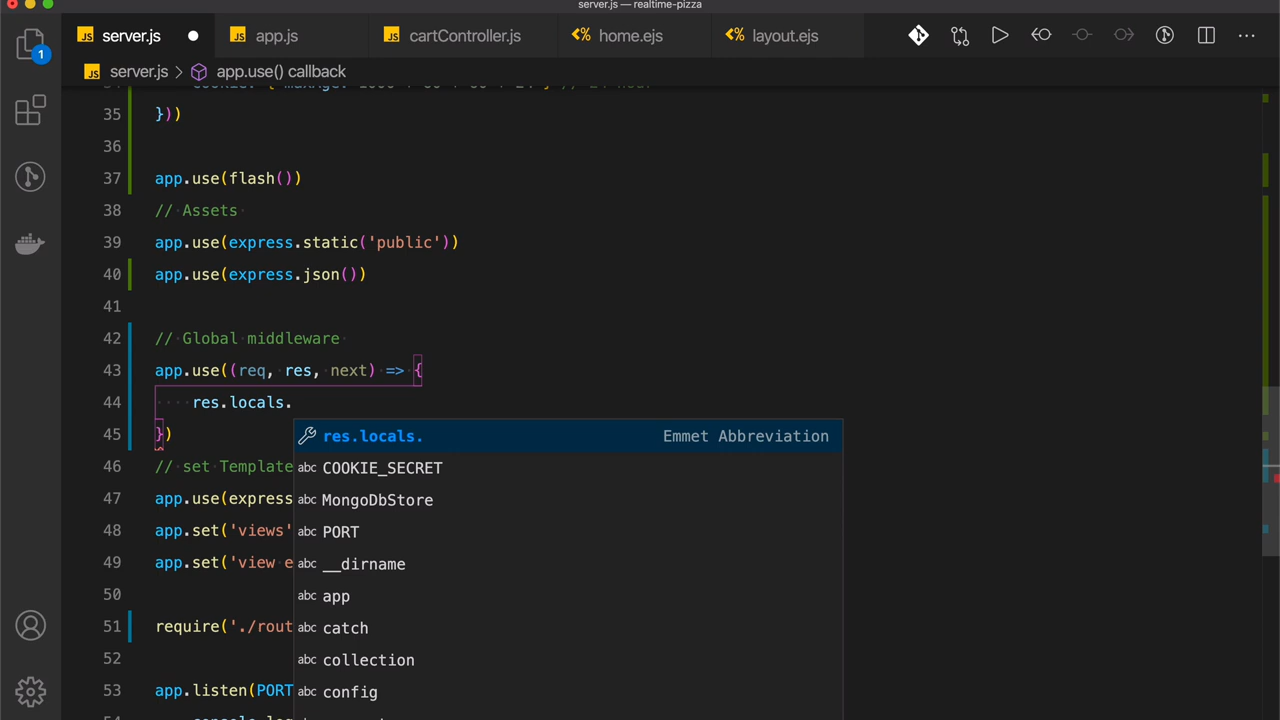 server.js — realtime-pizza
JS server.js ● JS app.js JS cartController.js <% home.ejs <% layout.ejs ...
1
JS server.js > app.use() callback
35 }))
36
37 app.use(flash())
38 // Assets
39 app.use(express.static('public'))
40 app.use(express.json())
41
42 // Global middleware
43 app.use((req, res, next) => {
44 res.locals.
45 })
res.locals. Emmet Abbreviation
46 // set Template
abc COOKIE_SECRET
47 app.use(express
abc MongoDbStore
48 app.set('views'
abc PORT
49 app.set('view e
abc __dirname
50
abc app
51 require('./rout
abc catch
52
abc collection
53 app.listen(PORT
abc config